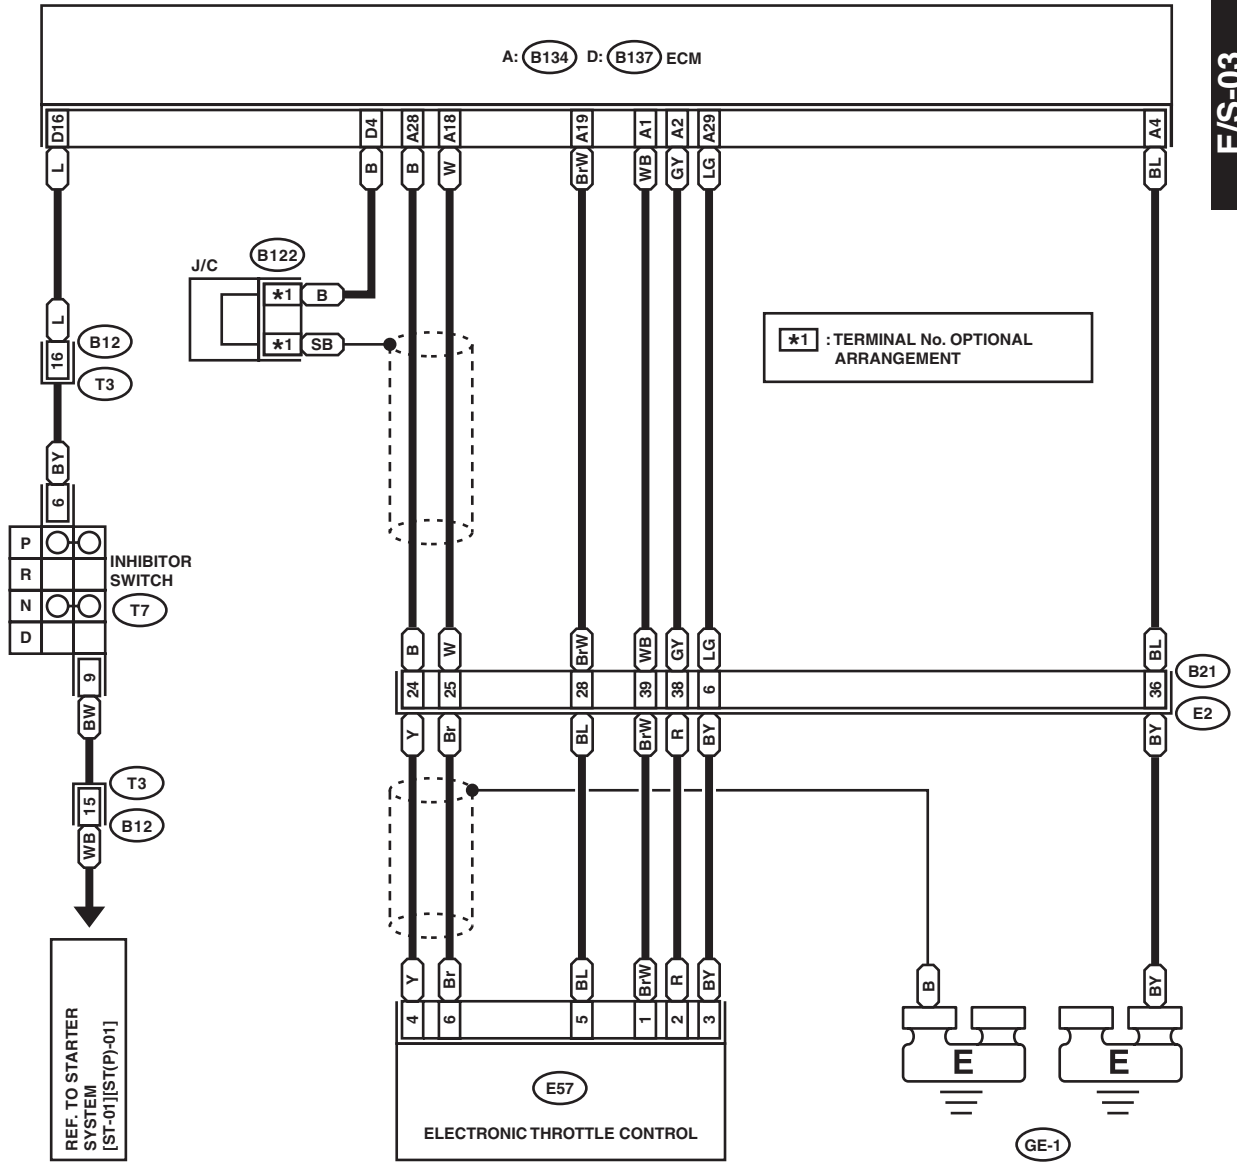 A: B134 D: B137 ECM
E/S-03
D16 D4 A28 A18 A19 A1 A2 A29 A4
L B B W BrW WB GY LG BL
B122
J/C
*1 B
*1 SB
*1 : TERMINAL No. OPTIONAL
ARRANGEMENT
L
B12
16
T3
BY
6
P
R
N
D
INHIBITOR
SWITCH
T7
B W BrW WB GY LG BL
24 25 28 39 38 6 36
B21
E2
Y Br BL BrW R BY BY
9
BW
T3
15
B12
WB
REF. TO STARTER
SYSTEM
[ST-01][ST(P)-01]
Y Br BL BrW R BY B BY
4 6 5 1 2 3
E57
ELECTRONIC THROTTLE CONTROL
E E
GE-1